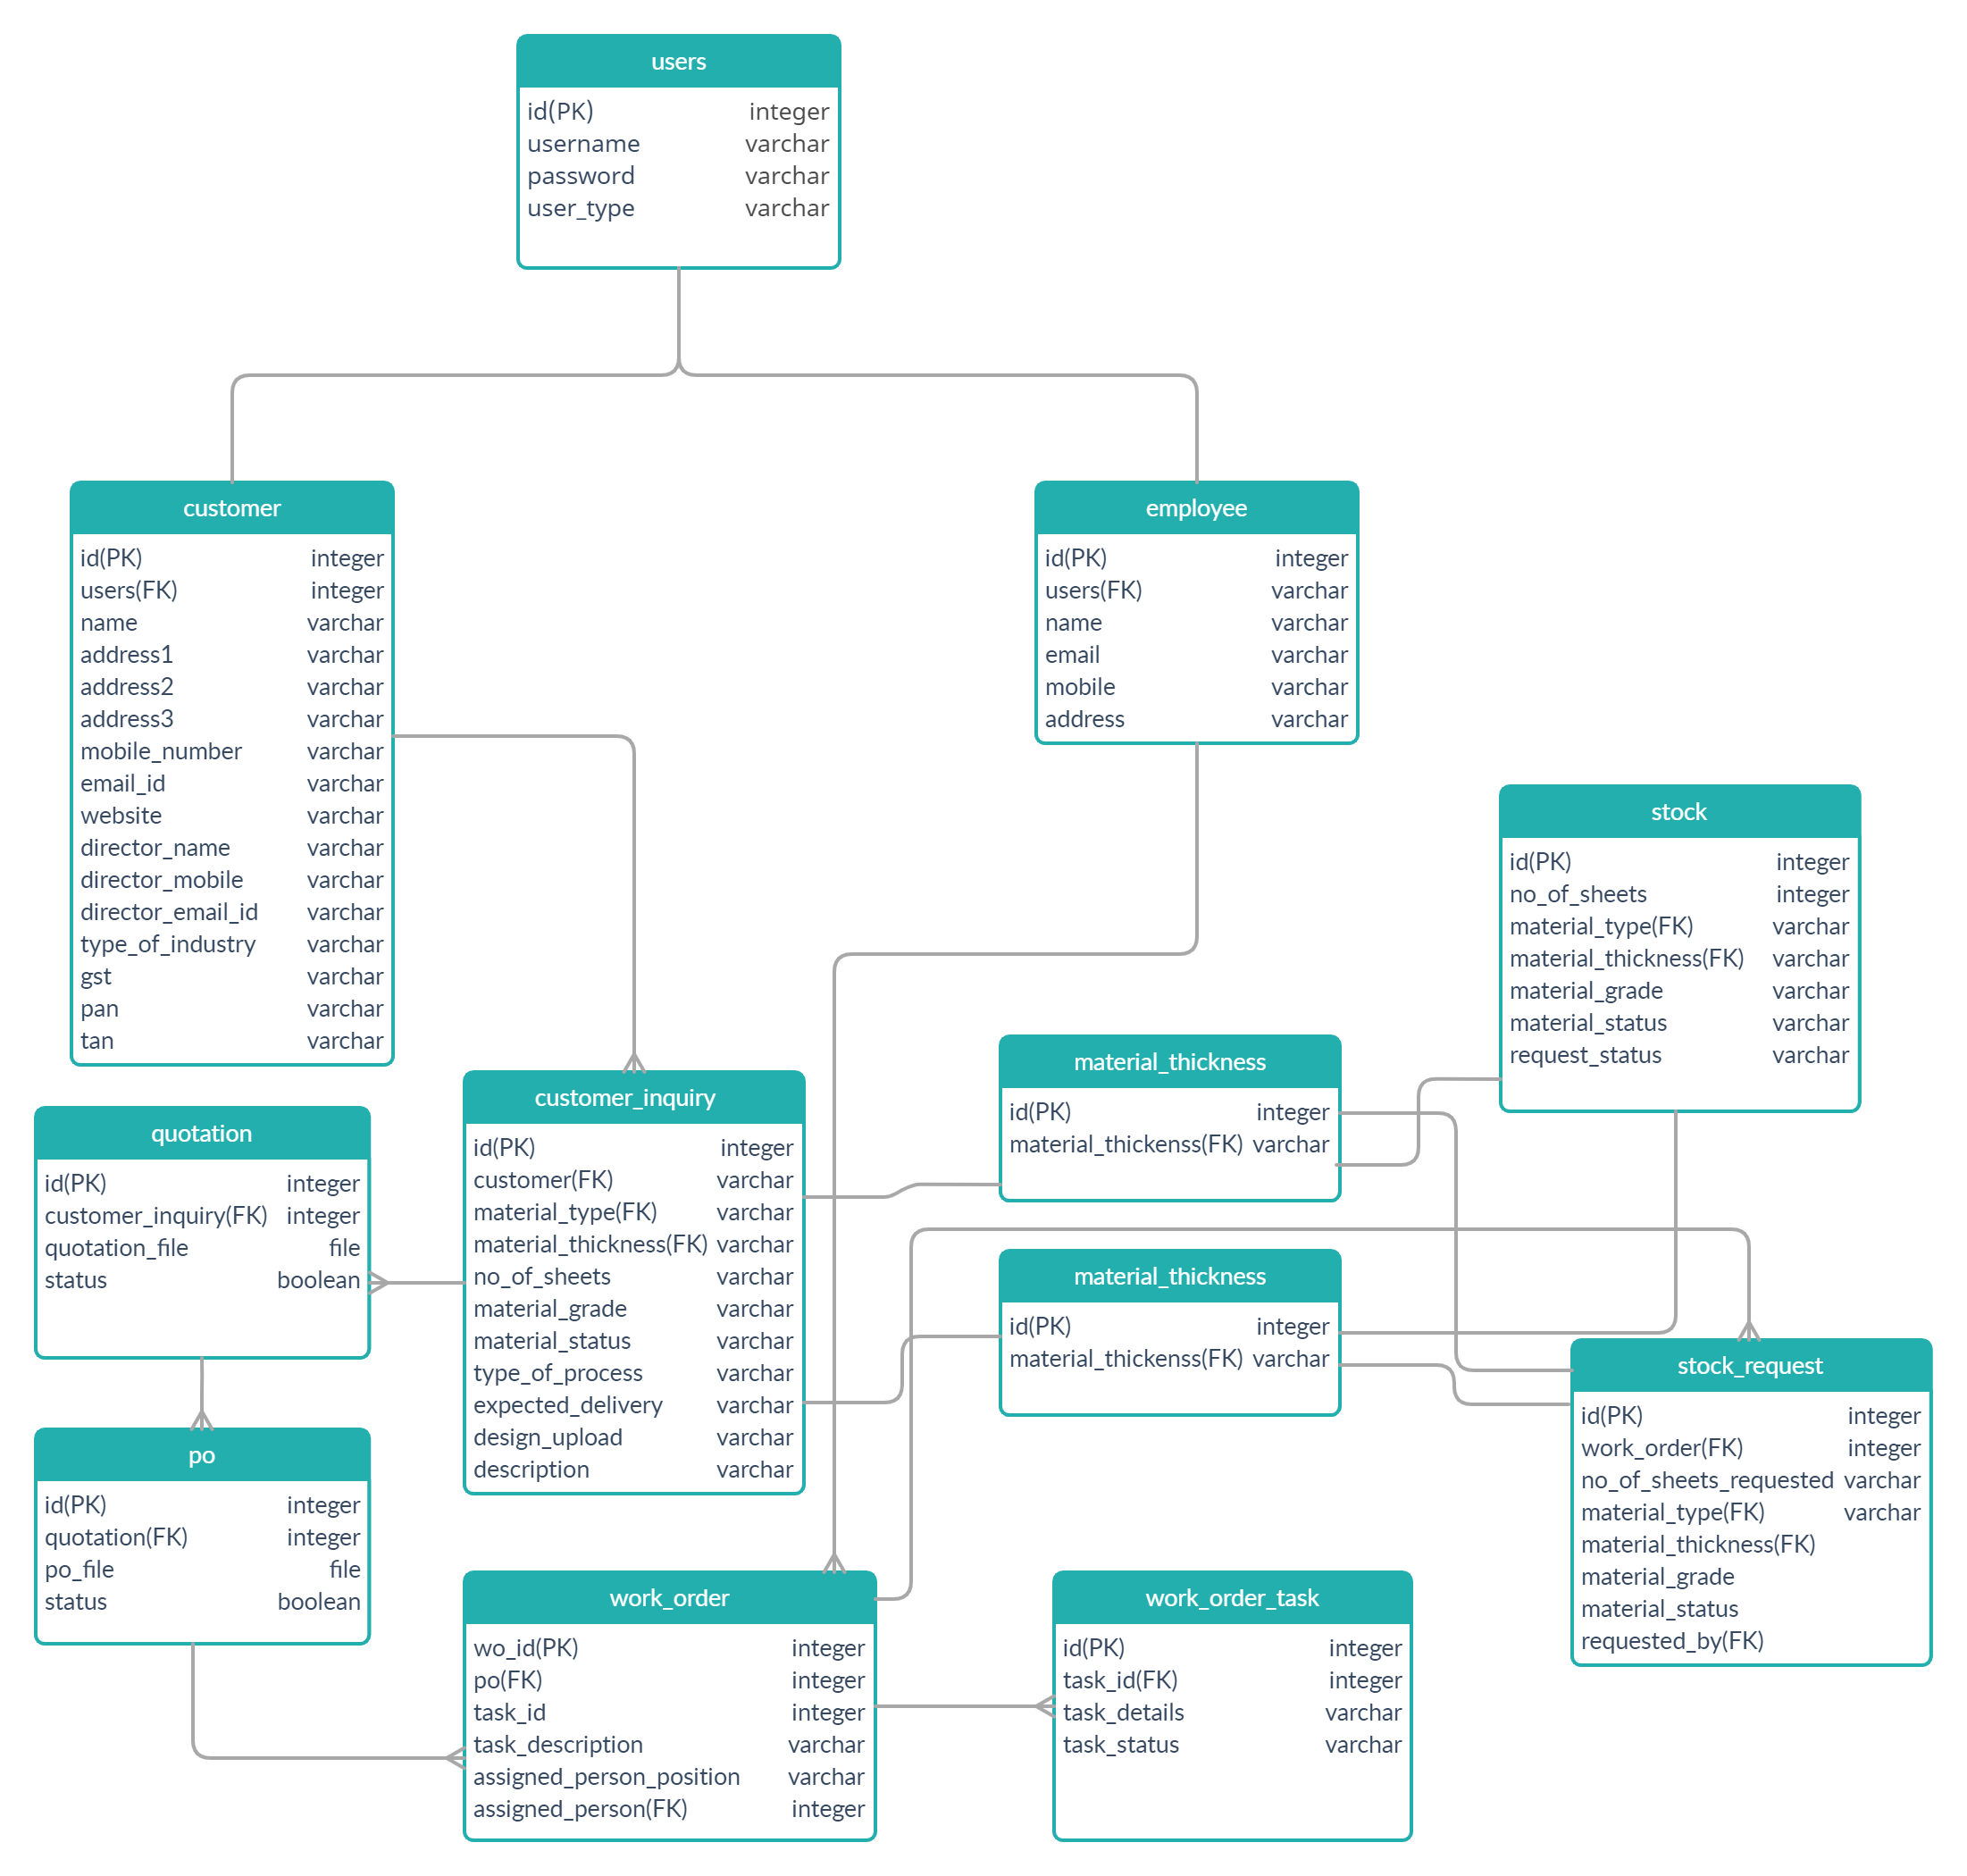 users
id(PK) integer
username varchar
password varchar
user_type varchar
customer
id(PK) integer
users(FK) integer
name varchar
address1 varchar
address2 varchar
address3 varchar
mobile_number varchar
email_id varchar
website varchar
director_name varchar
director_mobile varchar
director_email_id varchar
type_of_industry varchar
gst varchar
pan varchar
tan varchar
employee
id(PK) integer
users(FK) varchar
name varchar
email varchar
mobile varchar
address varchar
stock
id(PK) integer
no_of_sheets integer
material_type(FK) varchar
material_thickness(FK) varchar
material_grade varchar
material_status varchar
request_status varchar
material_thickness
id(PK) integer
material_thickenss(FK) varchar
customer_inquiry
id(PK) integer
customer(FK) varchar
material_type(FK) varchar
material_thickness(FK) varchar
no_of_sheets varchar
material_grade varchar
material_status varchar
type_of_process varchar
expected_delivery varchar
design_upload varchar
description varchar
quotation
id(PK) integer
customer_inquiry(FK) integer
quotation_file file
status boolean
material_thickness
id(PK) integer
material_thickenss(FK) varchar
stock_request
id(PK) integer
work_order(FK) integer
no_of_sheets_requested varchar
material_type(FK) varchar
material_thickness(FK)
material_grade
material_status
requested_by(FK)
po
id(PK) integer
quotation(FK) integer
po_file file
status boolean
work_order
wo_id(PK) integer
po(FK) integer
task_id integer
task_description varchar
assigned_person_position varchar
assigned_person(FK) integer
work_order_task
id(PK) integer
task_id(FK) integer
task_details varchar
task_status varchar